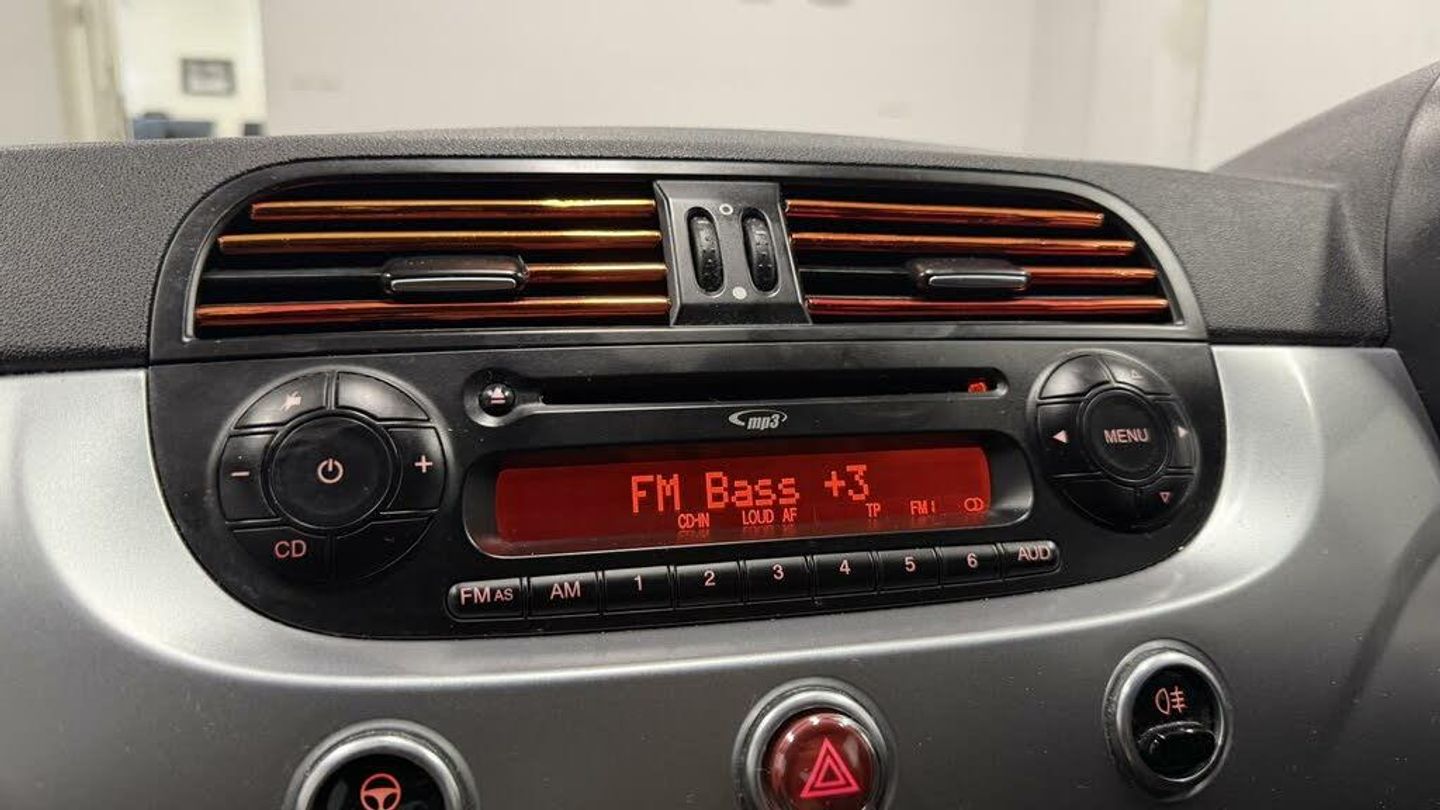 mp3
FM Bass +3
CD-IN LOUD AF TP FM1
- +
CD
MENU
FM AS AM 1 2 3 4 5 6 AUD